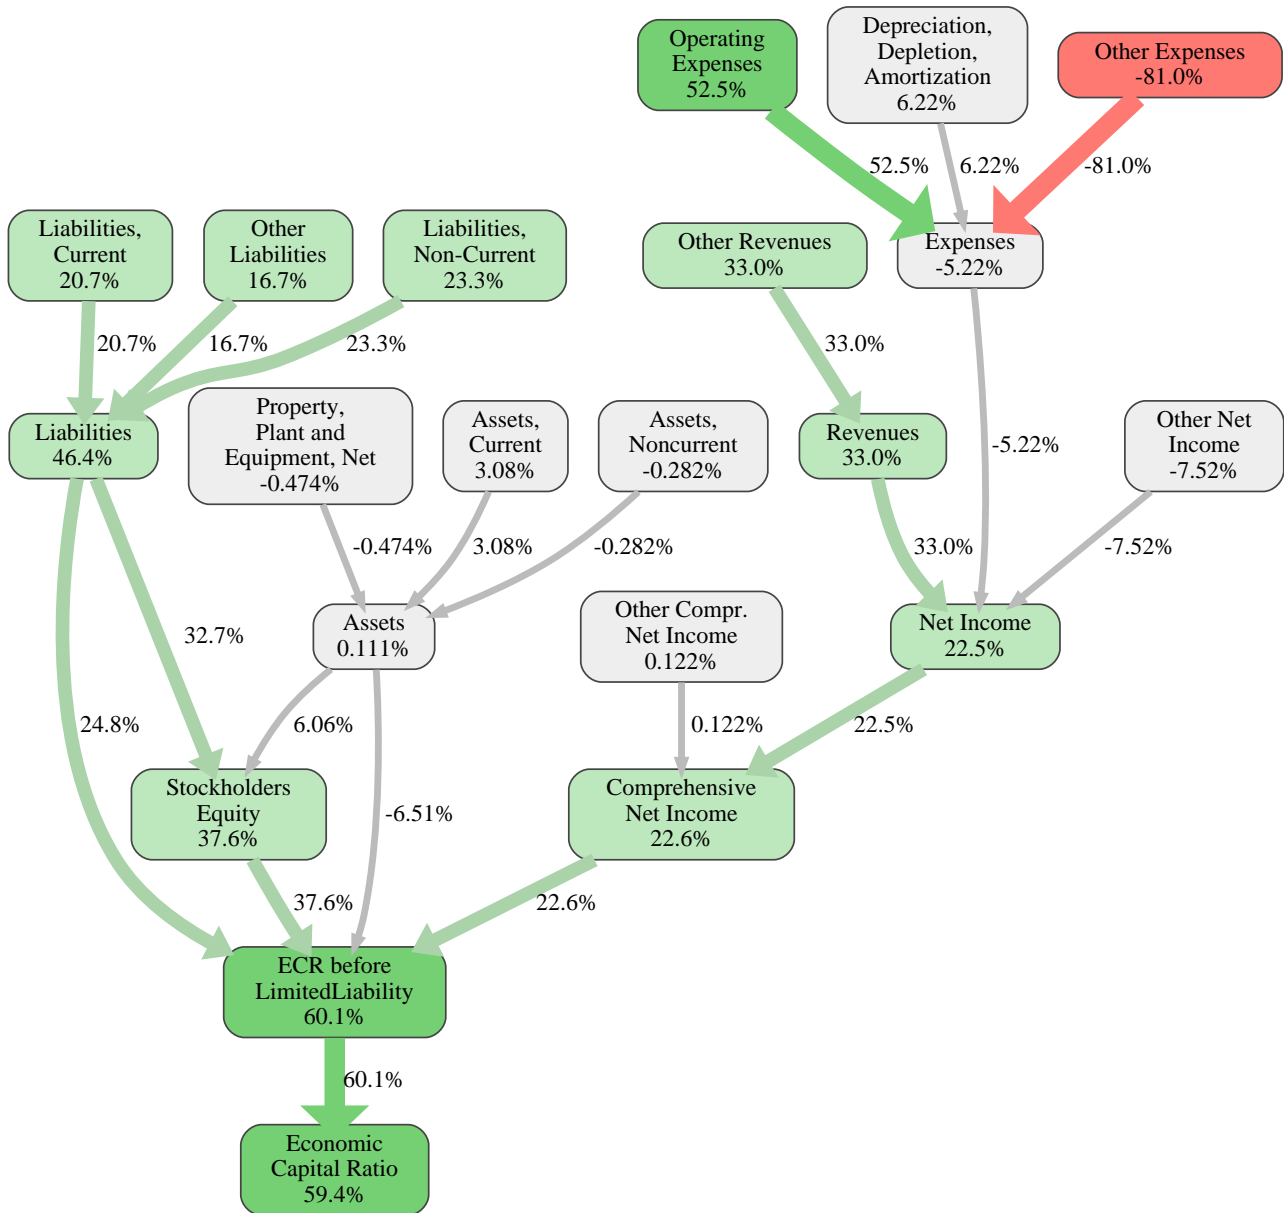 Operating
Expenses
52.5%
Depreciation,
Depletion,
Amortization
6.22%
Other Expenses
-81.0%
52.5%
6.22%
-81.0%
Liabilities,
Current
20.7%
Other
Liabilities
16.7%
Liabilities,
Non-Current
23.3%
Other Revenues
33.0%
Expenses
-5.22%
20.7%
16.7%
23.3%
33.0%
Liabilities
46.4%
Property,
Plant and
Equipment, Net
-0.474%
Assets,
Current
3.08%
Assets,
Noncurrent
-0.282%
Revenues
33.0%
-5.22%
Other Net
Income
-7.52%
-0.474%
3.08%
-0.282%
33.0%
-7.52%
32.7%
Assets
0.111%
Other Compr.
Net Income
0.122%
Net Income
22.5%
24.8%
6.06%
0.122%
22.5%
Stockholders
Equity
37.6%
-6.51%
Comprehensive
Net Income
22.6%
37.6%
22.6%
ECR before
LimitedLiability
60.1%
60.1%
Economic
Capital Ratio
59.4%